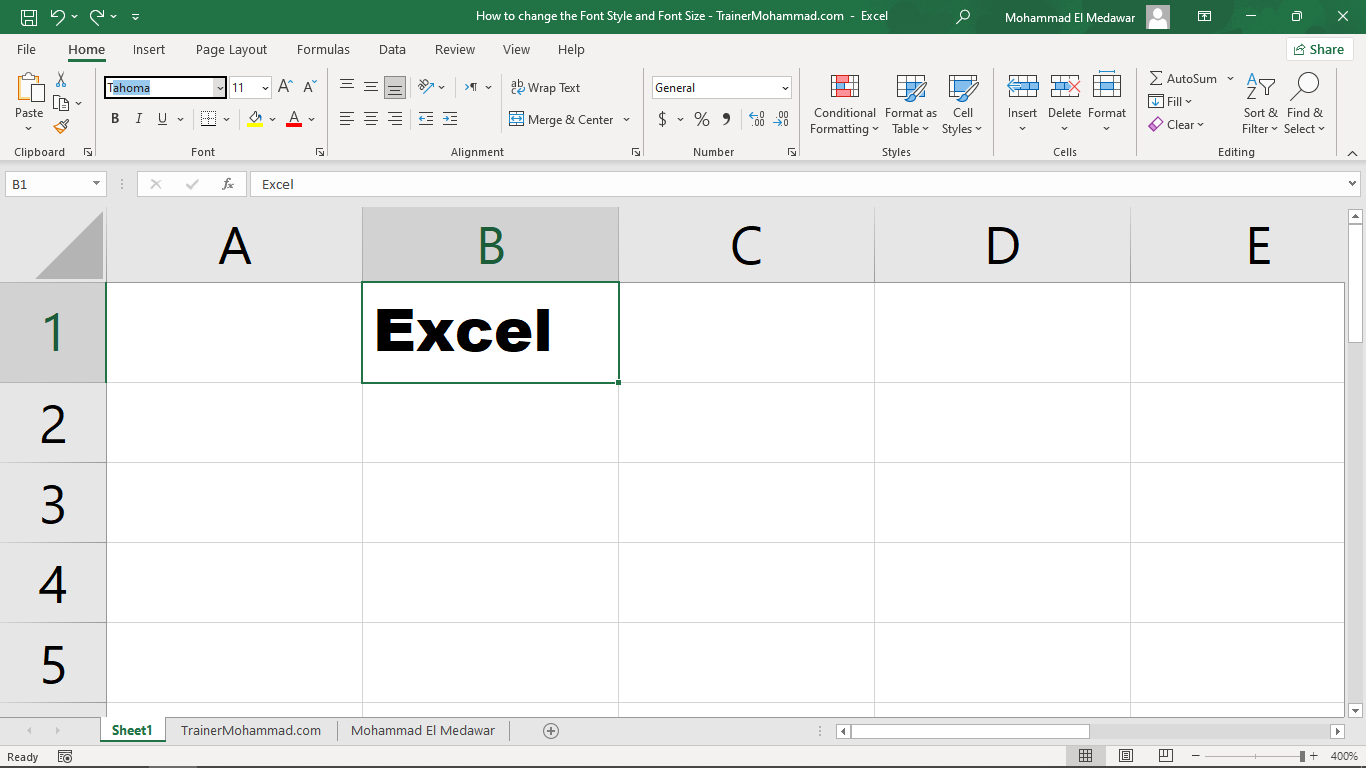 How to change the Font Style and Font Size - TrainerMohammad.com - Excel
Mohammad El Medawar
File Home Insert Page Layout Formulas Data Review View Help
Share
Paste
Tahoma 11 A A
B I U A
Wrap Text
Merge & Center
General
$ % 9 .00 .00
Conditional Formatting
Format as Table
Cell Styles
Insert Delete Format
AutoSum
Fill
Clear
Sort & Filter
Find & Select
Clipboard Font Alignment Number Styles Cells Editing
B1 fx Excel
A B C D E
1 Excel
2
3
4
5
Sheet1 TrainerMohammad.com Mohammad El Medawar
Ready 400%